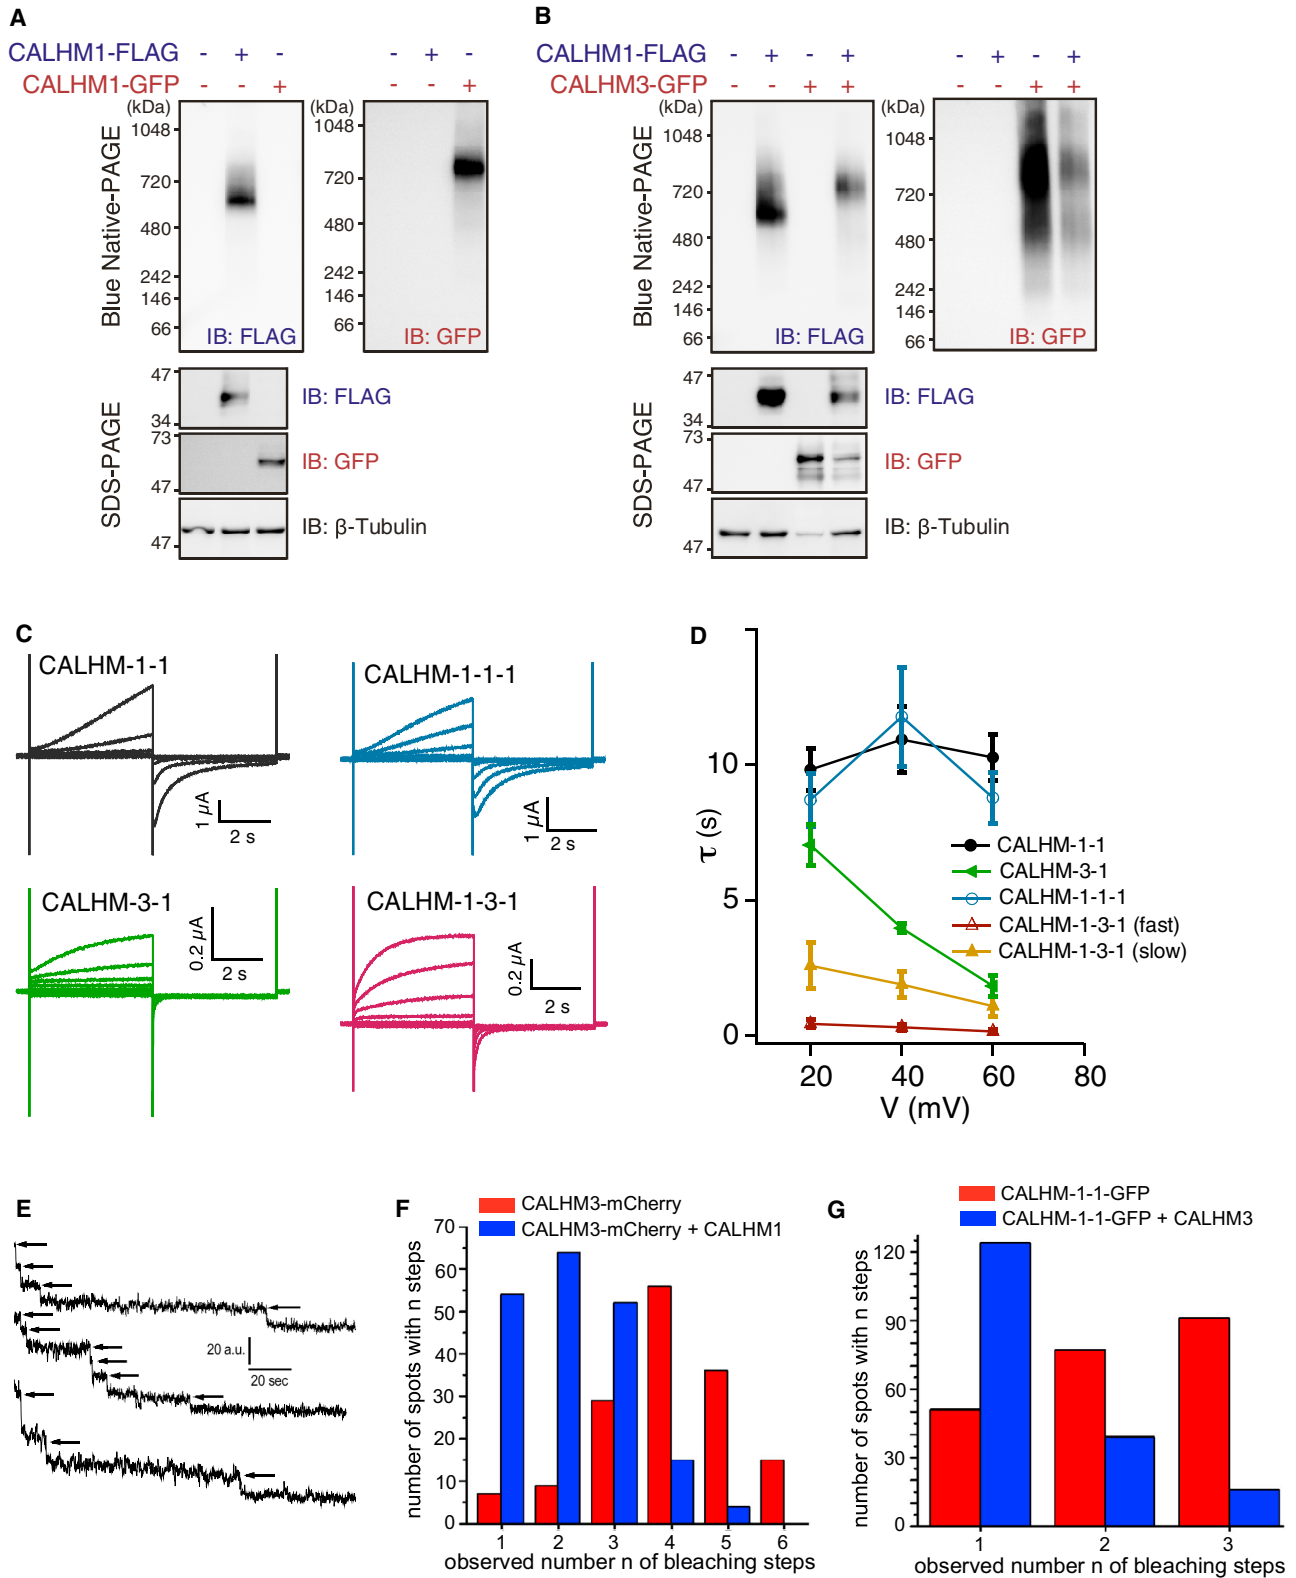 A
CALHM1-FLAG - + -
CALHM1-GFP - - +
- + -
- - +
(kDa)
1048
720
480
242
146
66
Blue Native-PAGE
IB: FLAG
(kDa)
1048
720
480
242
146
66
IB: GFP
47
34
IB: FLAG
73
47
IB: GFP
47
IB: β-Tubulin
SDS-PAGE
B
CALHM1-FLAG - + - +
CALHM3-GFP - - + +
- + - +
- - + +
(kDa)
1048
720
480
242
146
66
Blue Native-PAGE
IB: FLAG
(kDa)
1048
720
480
242
146
66
IB: GFP
47
34
IB: FLAG
73
47
IB: GFP
47
IB: β-Tubulin
SDS-PAGE
C
CALHM-1-1
1 µA
2 s
CALHM-1-1-1
1 µA
2 s
CALHM-3-1
0.2 µA
2 s
CALHM-1-3-1
0.2 µA
2 s
D
10
5
0
τ (s)
20 40 60 80
V (mV)
CALHM-1-1
CALHM-3-1
CALHM-1-1-1
CALHM-1-3-1 (fast)
CALHM-1-3-1 (slow)
E
20 a.u.
20 sec
F
CALHM3-mCherry
CALHM3-mCherry + CALHM1
number of spots with n steps
70
60
50
40
30
20
10
0
1 2 3 4 5 6
observed number n of bleaching steps
G
CALHM-1-1-GFP
CALHM-1-1-GFP + CALHM3
number of spots with n steps
120
90
60
30
0
1 2 3
observed number n of bleaching steps